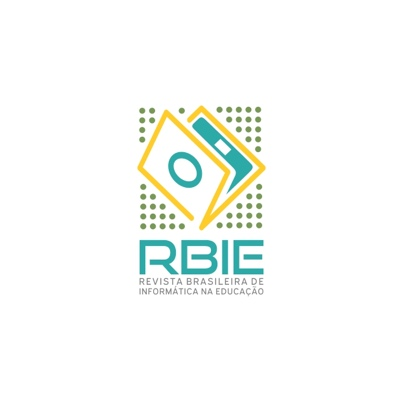 RBIE
REVISTA BRASILEIRA DE
INFORMÁTICA NA EDUCAÇÃO